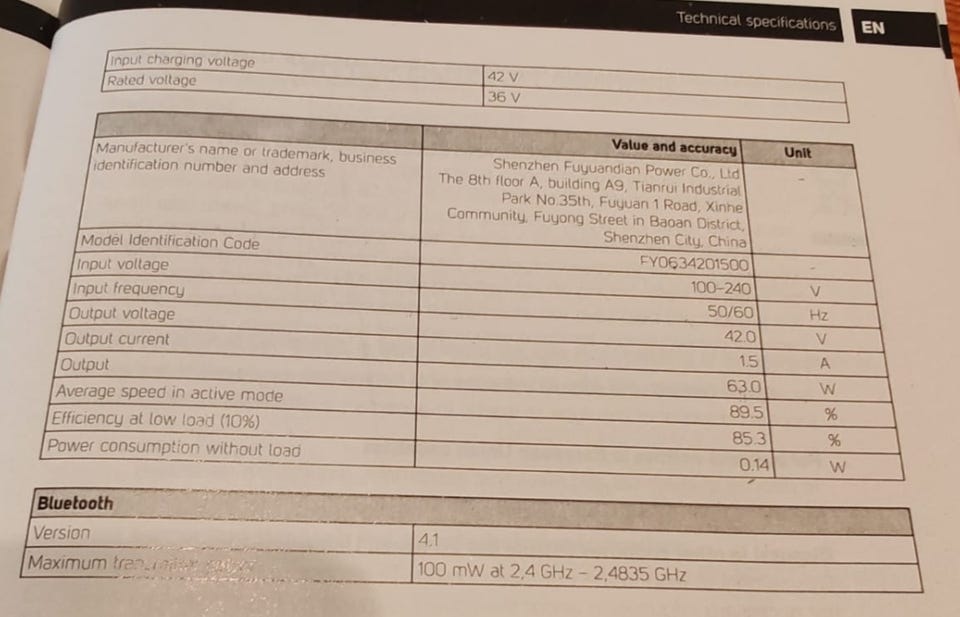 Technical specifications EN
Input charging voltage 42 V
Rated voltage 36 V
Value and accuracy Unit
Manufacturer's name or trademark, business
identification number and address
Shenzhen Fuyuandian Power Co., Ltd -
The 8th floor A, building A9, Tianrui Industrial
Park No.35th, Fuyuan 1 Road, Xinhe
Community, Fuyong Street in Baoan District,
Shenzhen City, China
Model Identification Code FY0634201500 -
Input voltage 100-240 V
Input frequency 50/60 Hz
Output voltage 42.0 V
Output current 1.5 A
Output 63.0 W
Average speed in active mode 89.5 %
Efficiency at low load (10%) 85.3 %
Power consumption without load 0.14 W
Bluetooth
Version 4.1
Maximum 100 mW at 2,4 GHz – 2,4835 GHz